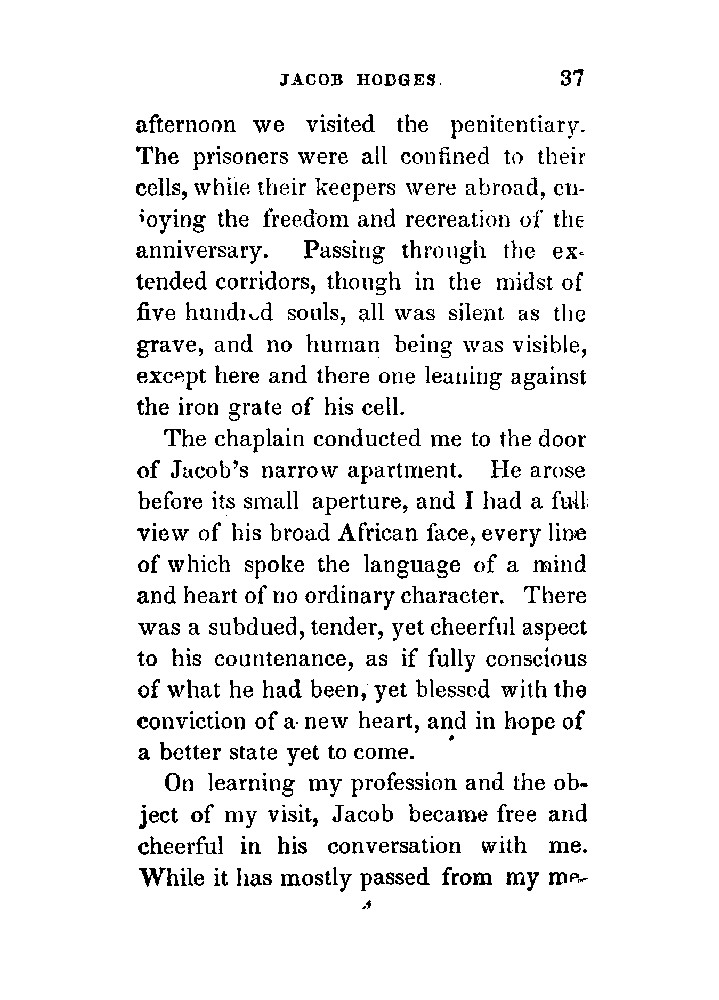 JACOB HODGES. 37
afternoon we visited the penitentiary.
The prisoners were all confined to their
cells, while their keepers were abroad, en-
joying the freedom and recreation of the
anniversary. Passing through the ex-
tended corridors, though in the midst of
five hundred souls, all was silent as the
grave, and no human being was visible,
except here and there one leaning against
the iron grate of his cell.
The chaplain conducted me to the door
of Jacob's narrow apartment. He arose
before its small aperture, and I had a full
view of his broad African face, every line
of which spoke the language of a mind
and heart of no ordinary character. There
was a subdued, tender, yet cheerful aspect
to his countenance, as if fully conscious
of what he had been, yet blessed with the
conviction of a new heart, and in hope of
a better state yet to come.
On learning my profession and the ob-
ject of my visit, Jacob became free and
cheerful in his conversation with me.
While it has mostly passed from my me-